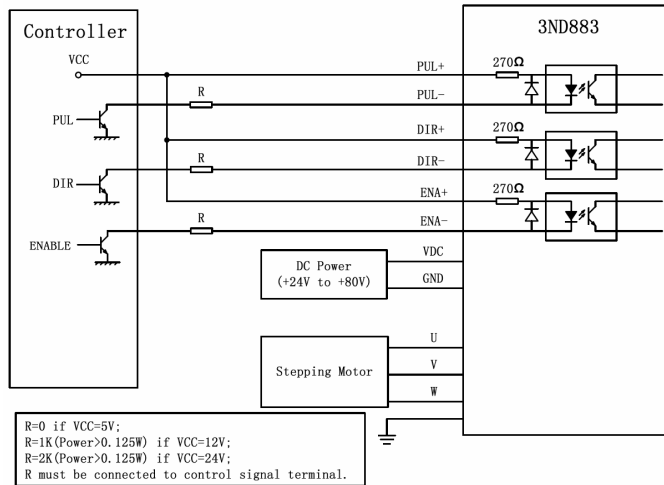 Controller
3ND883
VCC
PUL+
270Ω
R
PUL-
PUL
DIR+
270Ω
R
DIR-
DIR
ENA+
270Ω
R
ENA-
ENABLE
DC Power
(+24V to +80V)
VDC
GND
Stepping Motor
U
V
W
R=0 if VCC=5V;
R=1K(Power>0.125W) if VCC=12V;
R=2K(Power>0.125W) if VCC=24V;
R must be connected to control signal terminal.